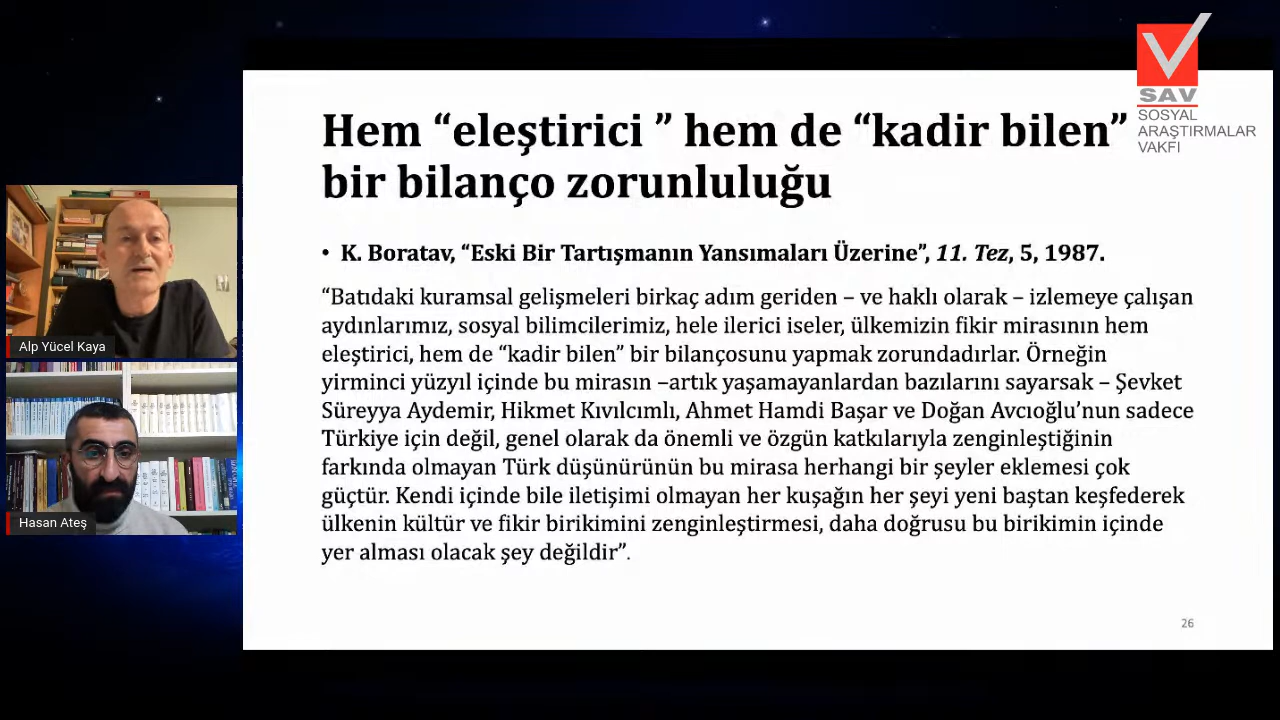 SAV
SOSYAL
ARAŞTIRMALAR
VAKFI
Hem “eleştirici ” hem de “kadir bilen”
bir bilanço zorunluluğu
• K. Boratav, “Eski Bir Tartışmanın Yansımaları Üzerine”, 11. Tez, 5, 1987.
“Batıdaki kuramsal gelişmeleri birkaç adım geriden – ve haklı olarak – izlemeye çalışan
aydınlarımız, sosyal bilimcilerimiz, hele ilerici iseler, ülkemizin fikir mirasının hem
eleştirici, hem de “kadir bilen” bir bilançosunu yapmak zorundadırlar. Örneğin
yirminci yüzyıl içinde bu mirasın –artık yaşamayanlardan bazılarını sayarsak – Şevket
Süreyya Aydemir, Hikmet Kıvılcımlı, Ahmet Hamdi Başar ve Doğan Avcıoğlu’nun sadece
Türkiye için değil, genel olarak da önemli ve özgün katkılarıyla zenginleştiğinin
farkında olmayan Türk düşünürünün bu mirasa herhangi bir şeyler eklemesi çok
güçtür. Kendi içinde bile iletişimi olmayan her kuşağın her şeyi yeni baştan keşfederek
ülkenin kültür ve fikir birikimini zenginleştirmesi, daha doğrusu bu birikimin içinde
yer alması olacak şey değildir”.
26
Alp Yücel Kaya
Hasan Ateş